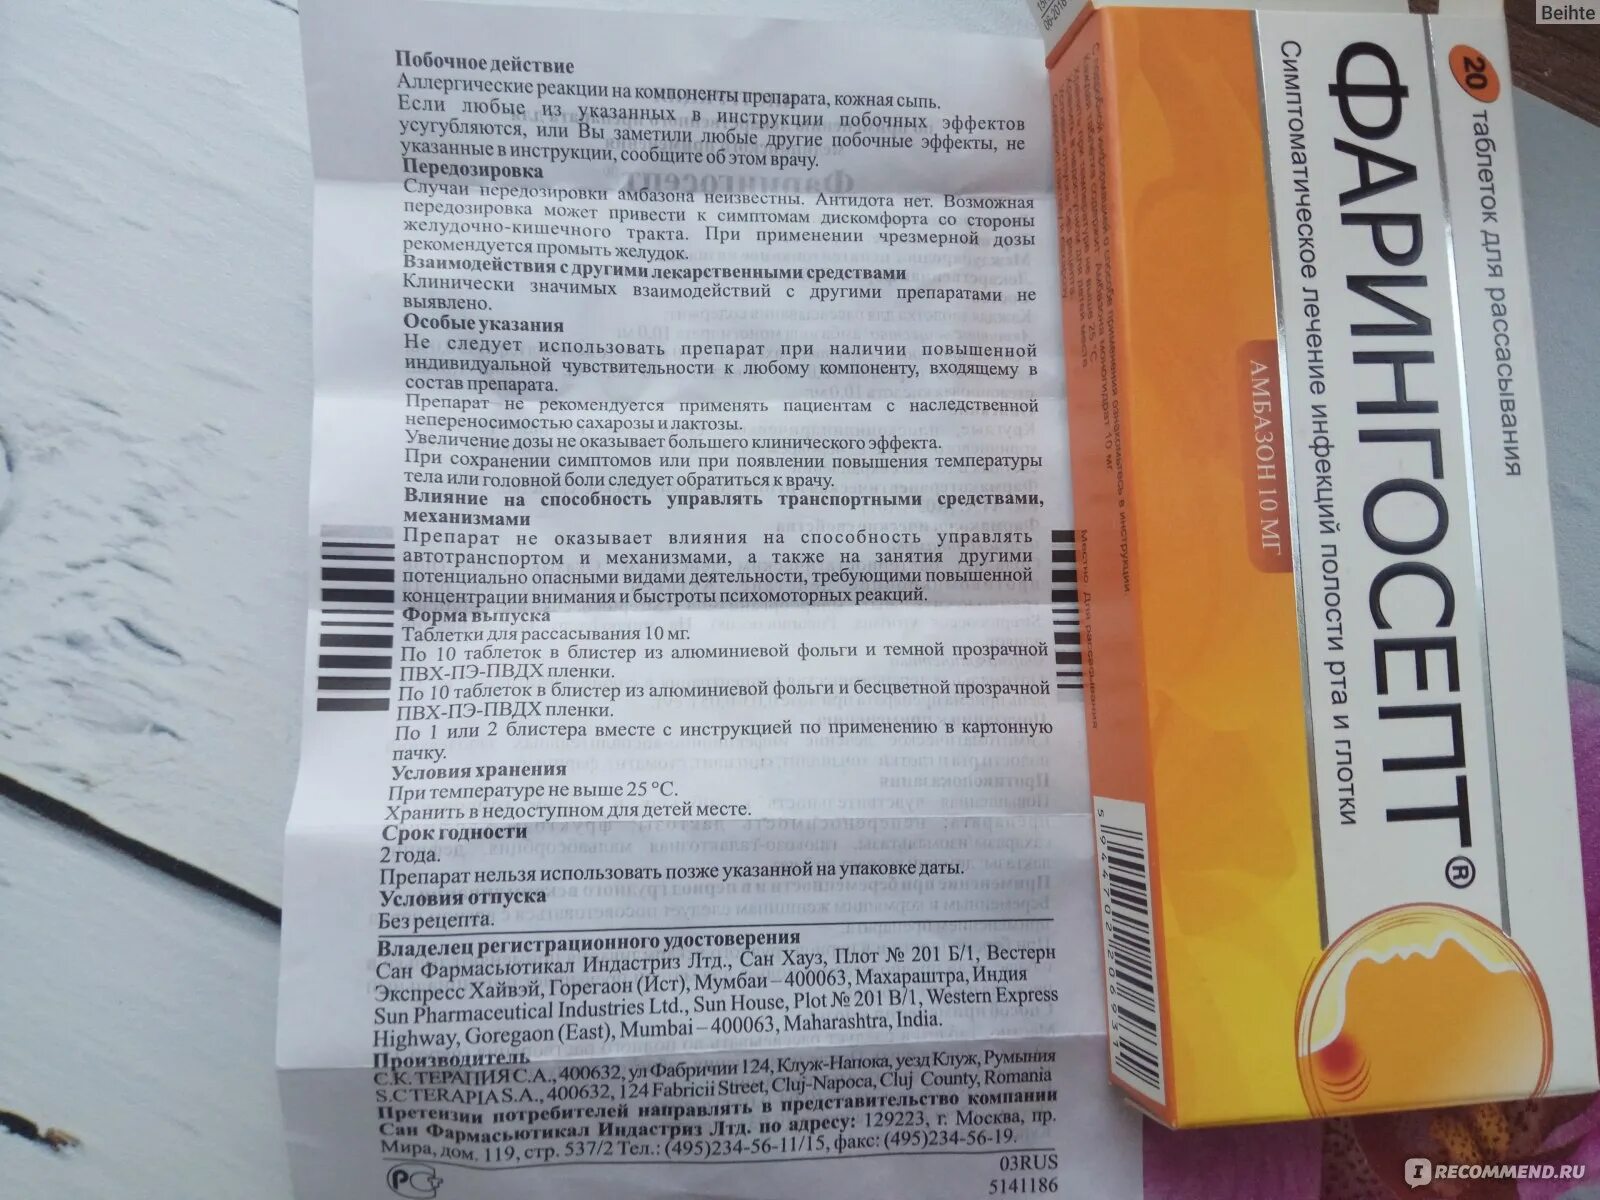 Побочное действие
Аллергические реакции на компоненты препарата, кожная сыпь.
Если любые из указанных в инструкции побочных эффектов
усугубляются, или Вы заметили любые другие побочные эффекты, не
указанные в инструкции, сообщите об этом врачу.
Передозировка
Случаи передозировки амбазона неизвестны. Антидота нет. Возможная
передозировка может привести к симптомам дискомфорта со стороны
желудочно-кишечного тракта. При применении чрезмерной дозы
рекомендуется промыть желудок.
Взаимодействия с другими лекарственными средствами
Клинически значимых взаимодействий с другими препаратами не
выявлено.
Особые указания
Не следует использовать препарат при наличии повышенной
индивидуальной чувствительности к любому компоненту, входящему в
состав препарата.
Препарат не рекомендуется применять пациентам с наследственной
непереносимостью сахарозы и лактозы.
Увеличение дозы не оказывает большего клинического эффекта.
При сохранении симптомов или при появлении повышения температуры
тела или головной боли следует обратиться к врачу.
Влияние на способность управлять транспортными средствами,
механизмами
Препарат не оказывает влияния на способность управлять
автотранспортом и механизмами, а также на занятия другими
потенциально опасными видами деятельности, требующими повышенной
концентрации внимания и быстроты психомоторных реакций.
Форма выпуска
Таблетки для рассасывания 10 мг.
По 10 таблеток в блистер из алюминиевой фольги и темной прозрачной
ПВХ-ПЭ-ПВДХ пленки.
По 10 таблеток в блистер из алюминиевой фольги и бесцветной прозрачной
ПВХ-ПЭ-ПВДХ пленки.
По 1 или 2 блистера вместе с инструкцией по применению в картонную
пачку.
Условия хранения
При температуре не выше 25 °С.
Хранить в недоступном для детей месте.
Срок годности
2 года.
Препарат нельзя использовать позже указанной на упаковке даты.
Условия отпуска
Без рецепта.
Владелец регистрационного удостоверения
Сан Фармасьютикал Индастриз Лтд., Сан Хауз, Плот № 201 Б/1, Вестерн
Экспресс Хайвэй, Горегаон (Ист), Мумбаи – 400063, Махараштра, Индия
Sun Pharmaceutical Industries Ltd., Sun House, Plot № 201 B/1, Western Express
Highway, Goregaon (East), Mumbai – 400063, Maharashtra, India.
Производитель
С.К. ТЕРАПИЯ С.А., 400632, ул Фабричии 124, Клуж-Напока, уезд Клуж, Румыния
S.C TERAPIA S.A., 400632, 124 Fabricii Street, Cluj-Napoca, Cluj County, Romania
Претензии потребителей направлять в представительство компании
Сан Фармасьютикал Индастриз Лтд. по адресу: 129223, г. Москва, пр.
Мира, дом. 119, стр. 537/2 Тел.: (495)234-56-11/15, факс: (495)234-56-19.
03RUS
5141186
20 таблеток для рассасывания
ФАРИНГОСЕПТ®
Симптоматическое лечение инфекций полости рта и глотки
АМБАЗОН 10 МГ
Местно. Для рассасывания
5 944702 206931
06-2018
Beihte
IRECOMMEND.RU